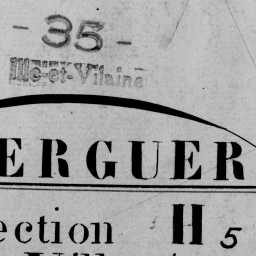 - 35 -
Ille-et-Vilaine
ERGUER
ection H 5